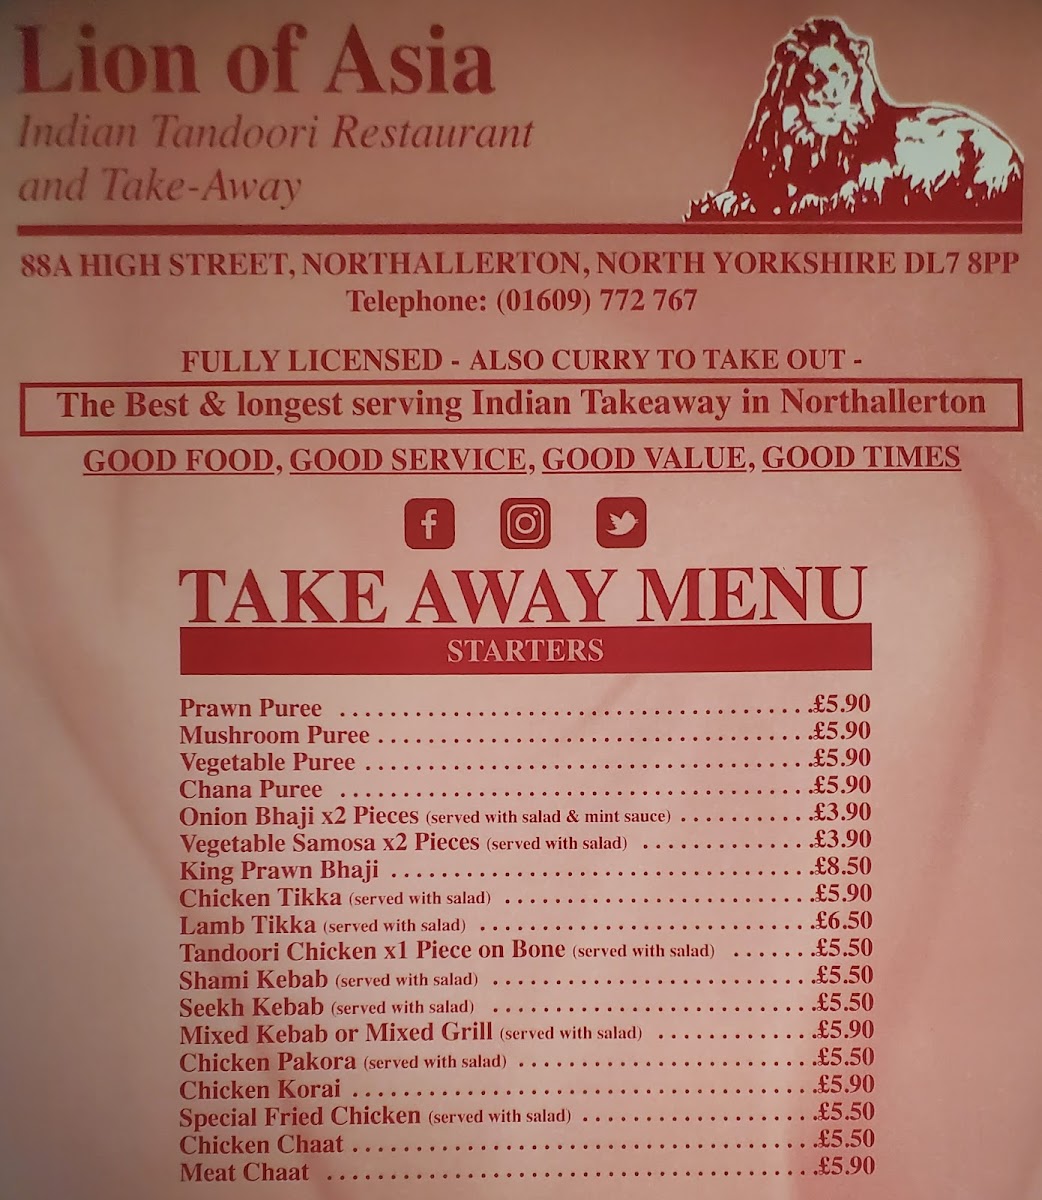 Lion of Asia
Indian Tandoori Restaurant
and Take-Away
88A HIGH STREET, NORTHALLERTON, NORTH YORKSHIRE DL7 8PP
Telephone: (01609) 772 767
FULLY LICENSED - ALSO CURRY TO TAKE OUT -
The Best & longest serving Indian Takeaway in Northallerton
GOOD FOOD, GOOD SERVICE, GOOD VALUE, GOOD TIMES
TAKE AWAY MENU
STARTERS
Prawn Puree ........................................ £5.90
Mushroom Puree ........................................ £5.90
Vegetable Puree ........................................ £5.90
Chana Puree ........................................ £5.90
Onion Bhaji x2 Pieces (served with salad & mint sauce) ............ £3.90
Vegetable Samosa x2 Pieces (served with salad) ............... £3.90
King Prawn Bhaji .................................... £8.50
Chicken Tikka (served with salad) ........................... £5.90
Lamb Tikka (served with salad) ............................. £6.50
Tandoori Chicken x1 Piece on Bone (served with salad) ....... £5.50
Shami Kebab (served with salad) ............................ £5.50
Seekh Kebab (served with salad) ............................ £5.50
Mixed Kebab or Mixed Grill (served with salad) .............. £5.90
Chicken Pakora (served with salad) .......................... £5.50
Chicken Korai ........................................ £5.90
Special Fried Chicken (served with salad) .................... £5.50
Chicken Chaat ........................................ £5.50
Meat Chaat ........................................ £5.90